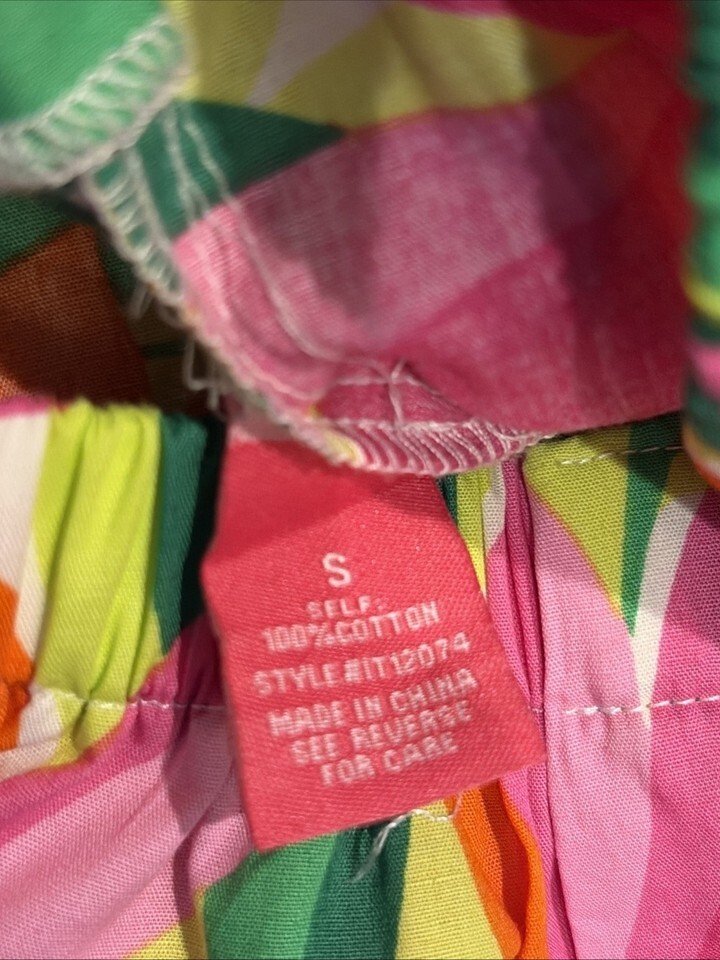 S
SELF:
100%COTTON
STYLE#IT12074
MADE IN CHINA
SEE REVERSE
FOR CARE